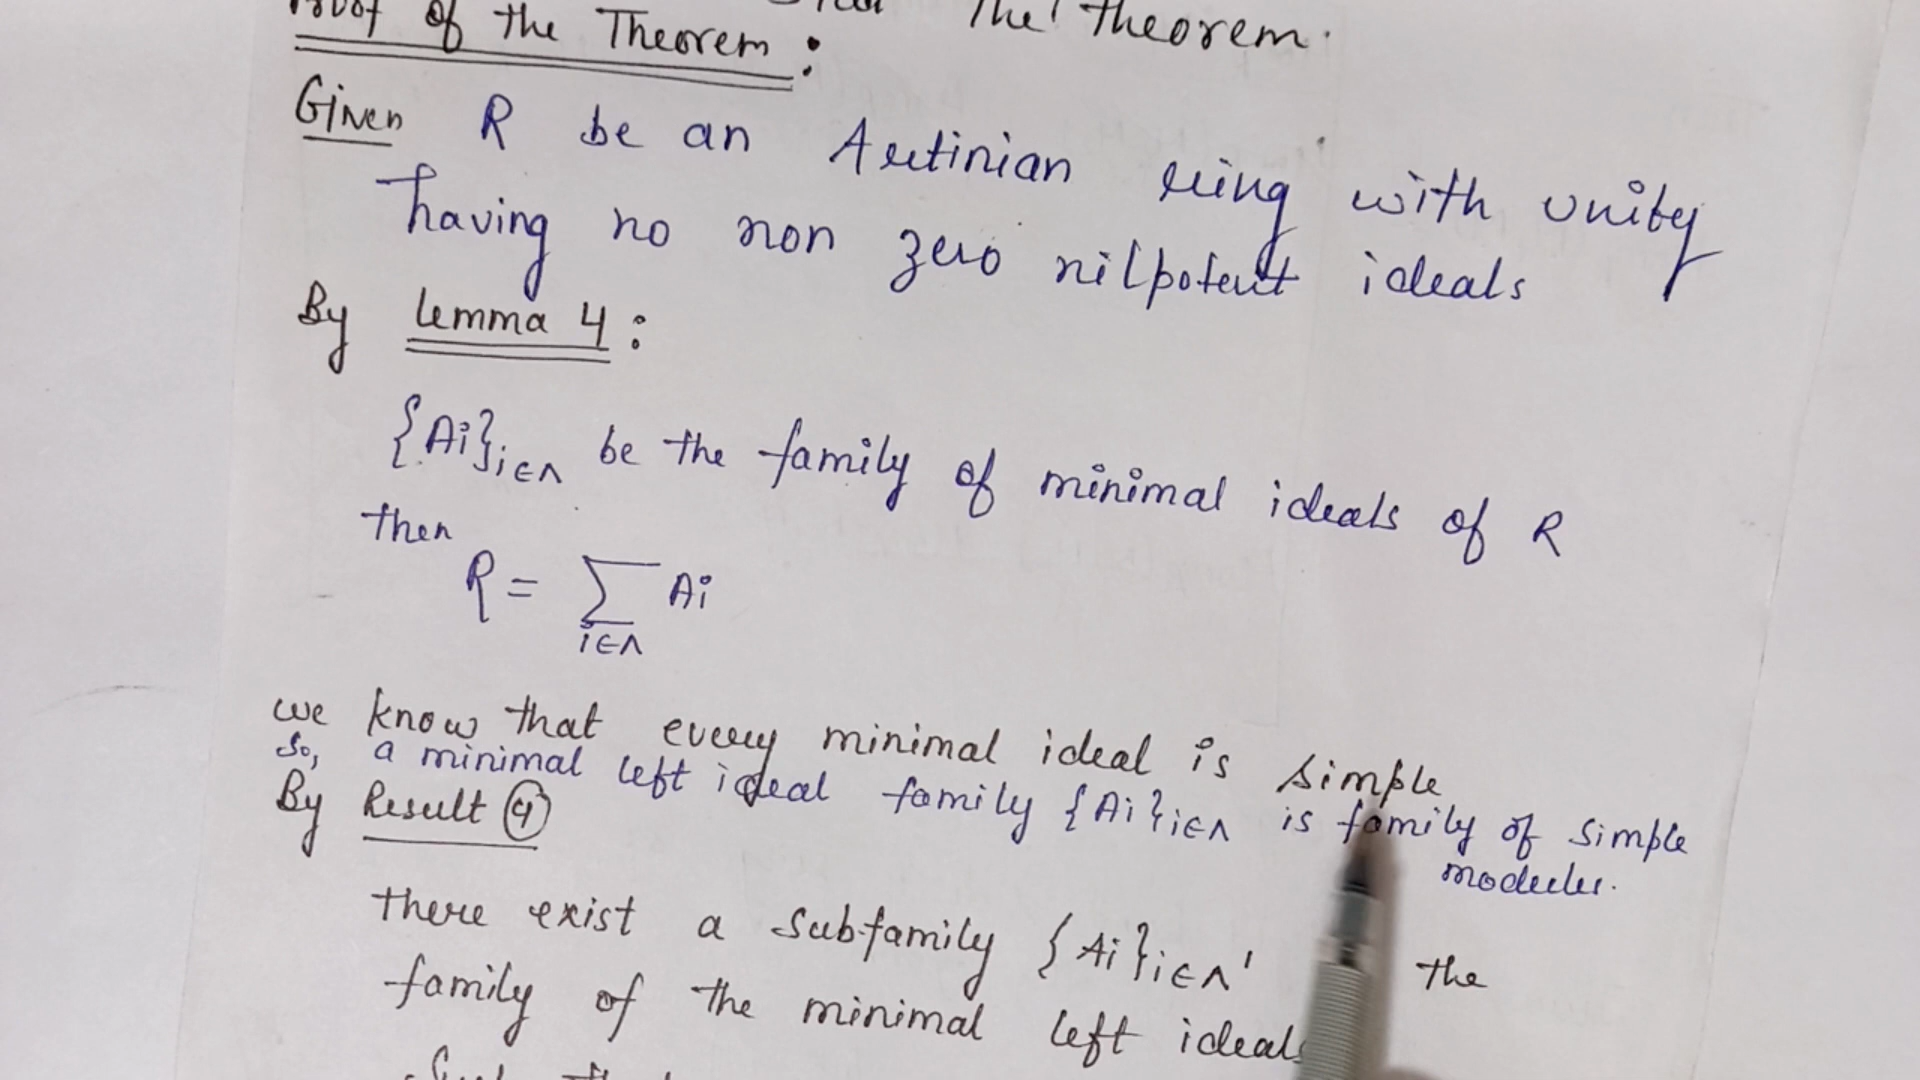 of the Theorem : the theorem.
Given R be an Artinian ring with unity
having no non zero nilpotent ideals
By Lemma 4 :
{Ai}i∈Λ be the family of minimal ideals of R
then
R = ∑ Ai
i∈Λ
we know that every minimal ideal is simple
So, a minimal left ideal family {Ai}i∈Λ is family of simple
modules.
By Result ④
there exist a subfamily {Ai}i∈Λ' the
family of the minimal left ideals